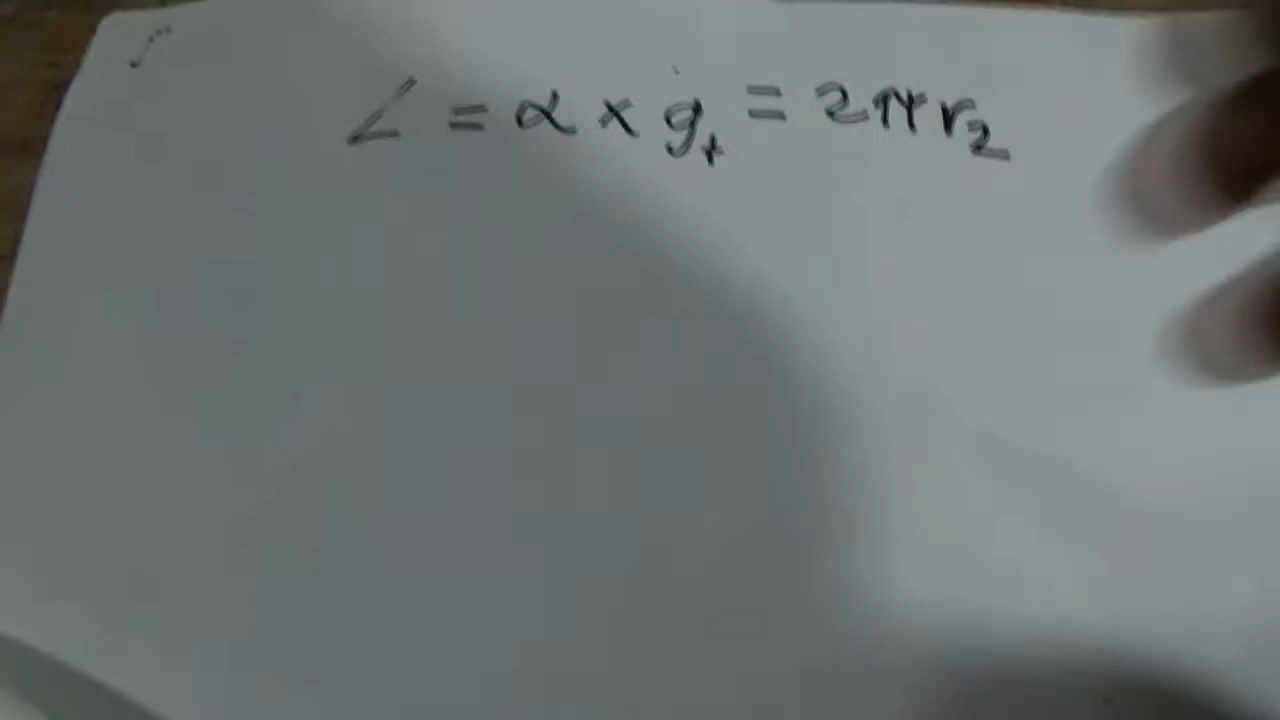 L = α x g₁ = 2πr₂